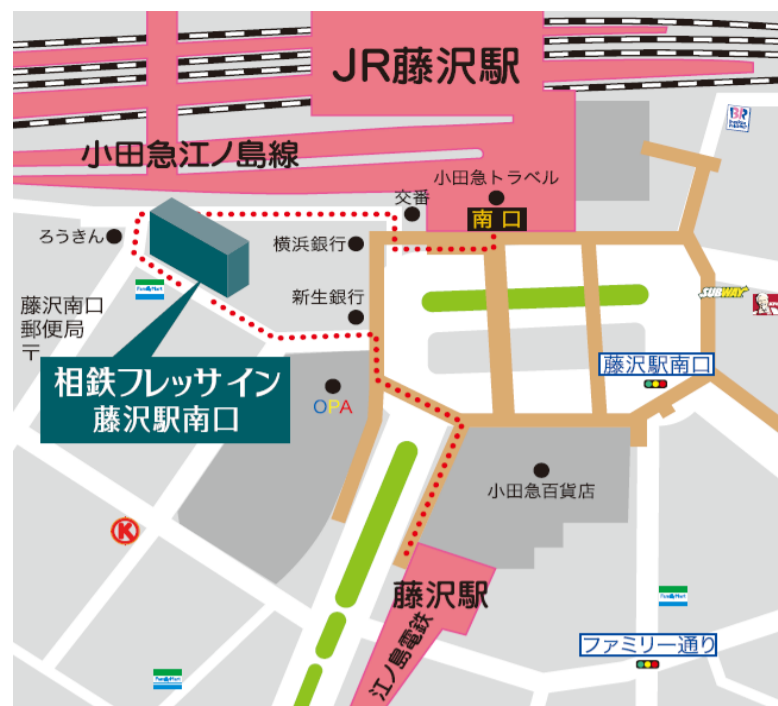 JR藤沢駅
小田急江ノ島線
小田急トラベル
交番
南口
BR
ろうきん
横浜銀行
新生銀行
FamilyMart
藤沢南口
郵便局
〒
SUBWAY
藤沢駅南口
相鉄フレッサイン
藤沢駅南口
OPA
小田急百貨店
K
藤沢駅
江ノ島電鉄
FamilyMart
ファミリー通り
FamilyMart